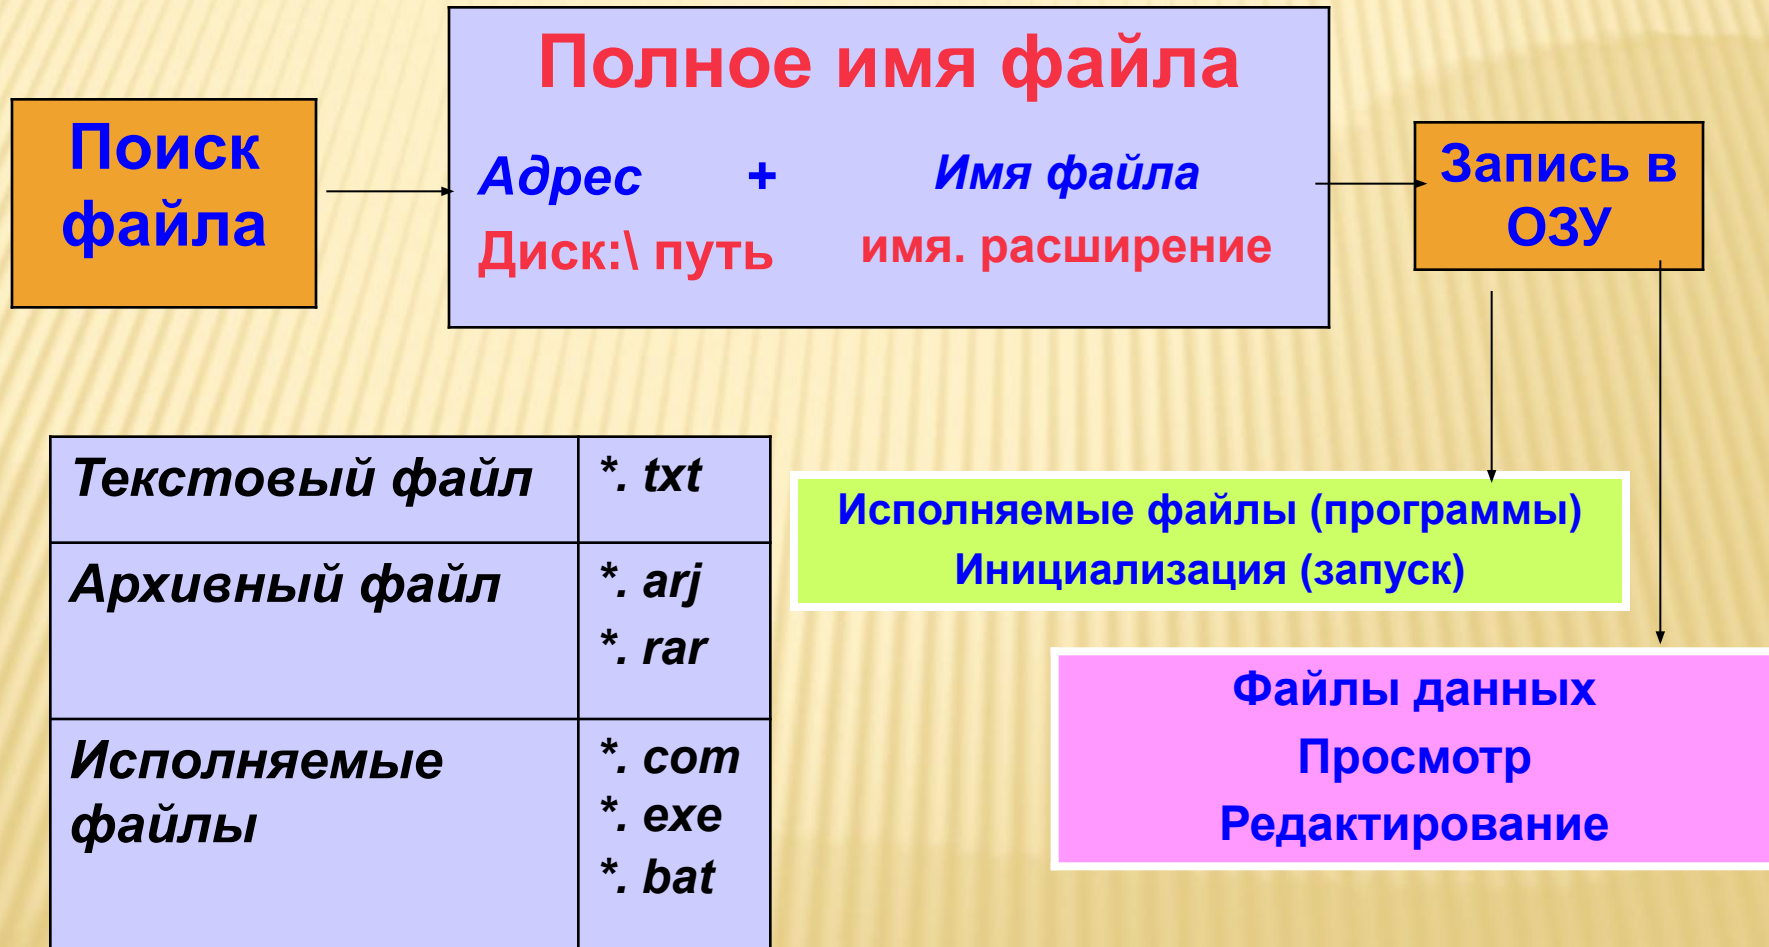 Поиск
файла
Полное имя файла
Адрес + Имя файла
Диск:\ путь имя. расширение
Запись в
ОЗУ
Текстовый файл *. txt
Архивный файл *. arj
*. rar
Исполняемые *. com
файлы *. exe
*. bat
Исполняемые файлы (программы)
Инициализация (запуск)
Файлы данных
Просмотр
Редактирование